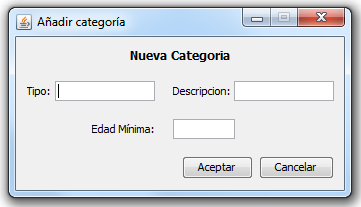 Añadir categoría
Nueva Categoria
Tipo: Descripcion:
Edad Mínima:
Aceptar Cancelar